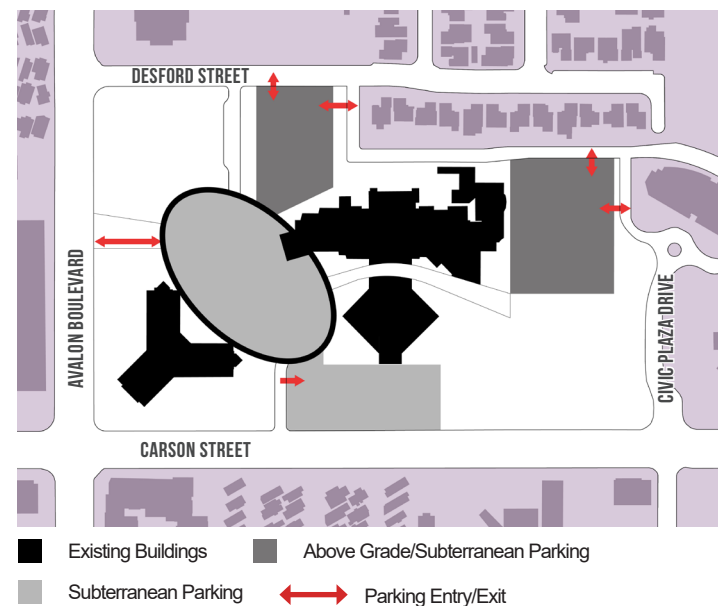 DESFORD STREET
AVALON BOULEVARD
CIVIC PLAZA DRIVE
CARSON STREET
Existing Buildings
Above Grade/Subterranean Parking
Subterranean Parking
Parking Entry/Exit